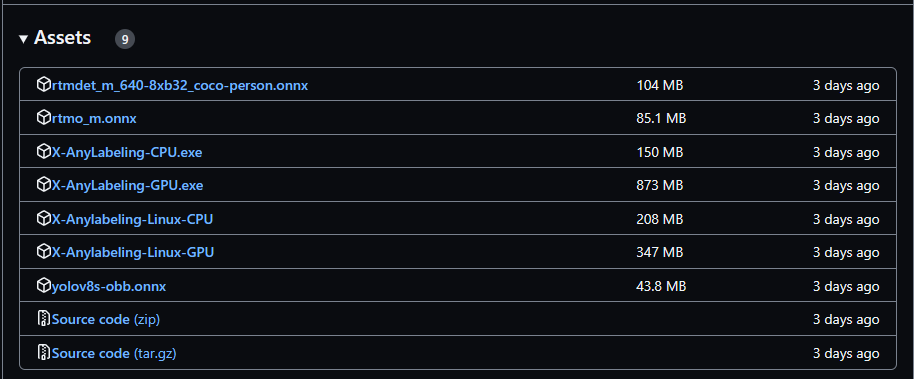 Assets 9
rtmdet_m_640-8xb32_coco-person.onnx 104 MB 3 days ago
rtmo_m.onnx 85.1 MB 3 days ago
X-AnyLabeling-CPU.exe 150 MB 3 days ago
X-AnyLabeling-GPU.exe 873 MB 3 days ago
X-Anylabeling-Linux-CPU 208 MB 3 days ago
X-Anylabeling-Linux-GPU 347 MB 3 days ago
yolov8s-obb.onnx 43.8 MB 3 days ago
Source code (zip) 3 days ago
Source code (tar.gz) 3 days ago